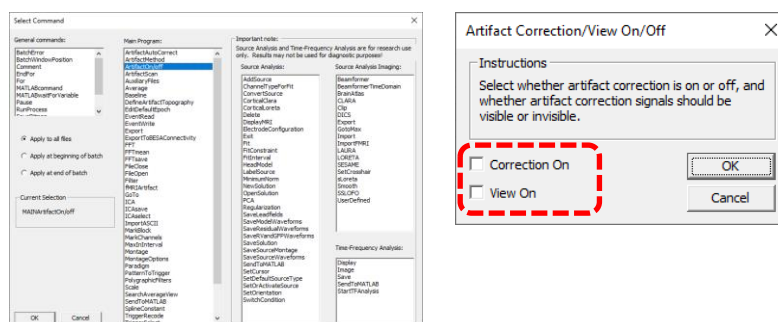 Select Command
General commands:
BatchError
BatchWindowPosition
Comment
EndFor
For
MATLABcommand
MATLABwaitForVariable
Pause
RunProcess
Apply to all files
Apply at beginning of batch
Apply at end of batch
Current Selection
MAINArtifactOn/off
OK
Cancel
Main Program:
ArtifactAutoCorrect
ArtifactMethod
ArtifactOn/off
ArtifactScan
AuxiliaryFiles
Average
Baseline
DefineArtifactTopography
EditDefaultEpoch
EventRead
EventWrite
Export
ExportToBESAConnectivity
FFT
FFTmean
FFTsave
FileClose
FileOpen
Filter
fMRIArtifact
GoTo
ICA
ICAsave
ICAselect
ImportASCII
MarkBlock
MarkChannels
MaxInInterval
Montage
MontageOptions
Paradigm
PatternToTrigger
PolygraphicFilters
Scale
SearchAverageView
SendToMATLAB
SplineConstant
TriggerRecode
Important note:
Source Analysis and Time-Frequency Analysis are for research use
only. Results may not be used for diagnostic purposes!
Source Analysis:
AddSource
ChannelTypeForFit
ConvertSource
CorticalClara
CorticalLoreta
Delete
DisplayMRI
ElectrodeConfiguration
Exit
Fit
FitConstraint
FitInterval
HeadModel
LabelSource
MinimumNorm
NewSolution
OpenSolution
PCA
Regularization
SaveLeadfields
SaveModelWaveforms
SaveResidualWaveforms
SaveRVandGFPWaveforms
SaveSolution
SaveSourceMontage
SaveSourceWaveforms
SendToMATLAB
SetCursor
SetDefaultSourceType
SetOrActivateSource
SetOrientation
SwitchCondition
Source Analysis Imaging:
Beamformer
BeamformerTimeDomain
BrainAtlas
CLARA
Clip
DICS
Export
GotoMax
Import
ImportFMRI
LAURA
LORETA
SESAME
SetCrosshair
sLoreta
Smooth
SSLOFO
UserDefined
Time-Frequency Analysis:
Display
Image
Save
SendToMATLAB
StartTFAnalysis
Artifact Correction/View On/Off
Instructions
Select whether artifact correction is on or off, and
whether artifact correction signals should be
visible or invisible.
Correction On
View On
OK
Cancel